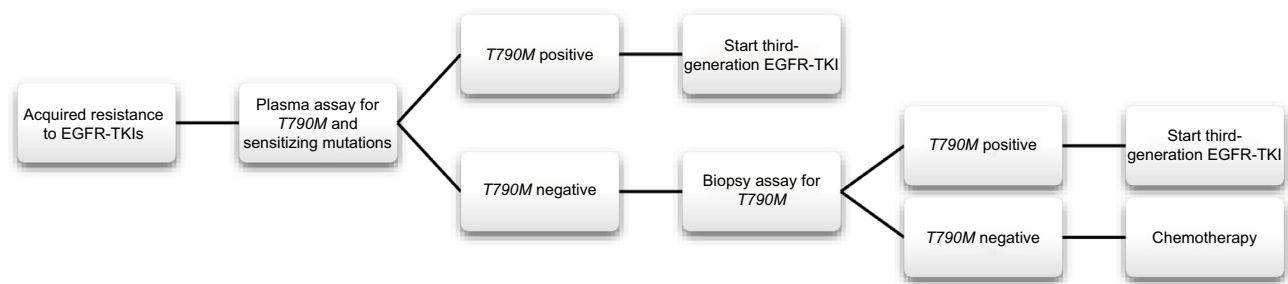 Acquired resistance
to EGFR-TKIs
Plasma assay for
T790M and
sensitizing mutations
T790M positive
Start third-
generation EGFR-TKI
T790M negative
Biopsy assay for
T790M
T790M positive
Start third-
generation EGFR-TKI
T790M negative
Chemotherapy